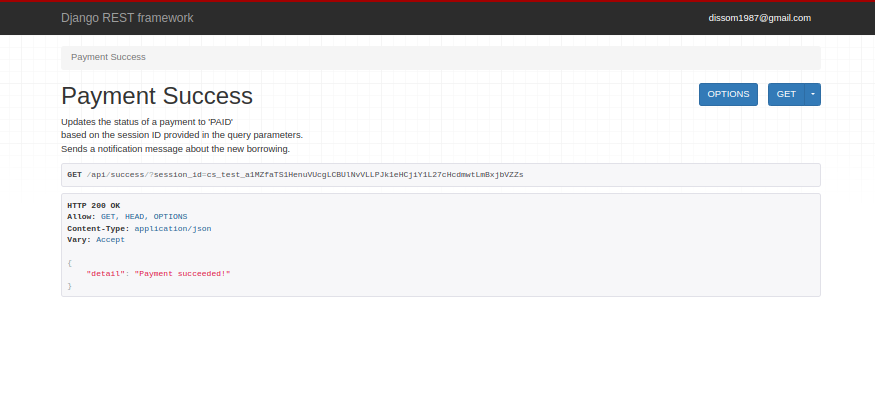 Django REST framework
dissom1987@gmail.com
Payment Success
Payment Success
OPTIONS
GET
Updates the status of a payment to 'PAID'
based on the session ID provided in the query parameters.
Sends a notification message about the new borrowing.
GET /api/success/?session_id=cs_test_a1MZfaTS1HenuVUcgLCBUlNvVLLPJk1eHCjiY1L27cHcdmwtLmBxjbVZZs
HTTP 200 OK
Allow: GET, HEAD, OPTIONS
Content-Type: application/json
Vary: Accept
{
"detail": "Payment succeeded!"
}